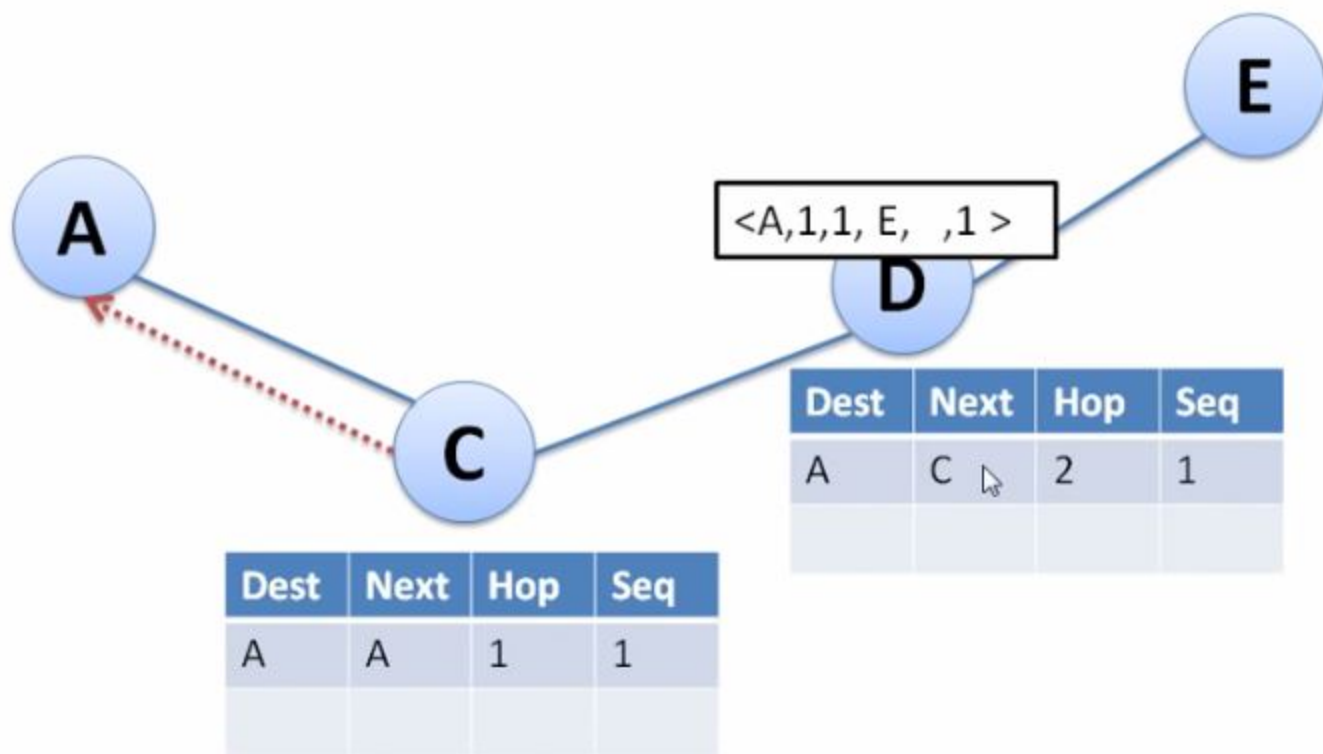 E
A
<A,1,1, E,   ,1 >
D
Dest Next Hop Seq
A C 2 1
C
Dest Next Hop Seq
A A 1 1